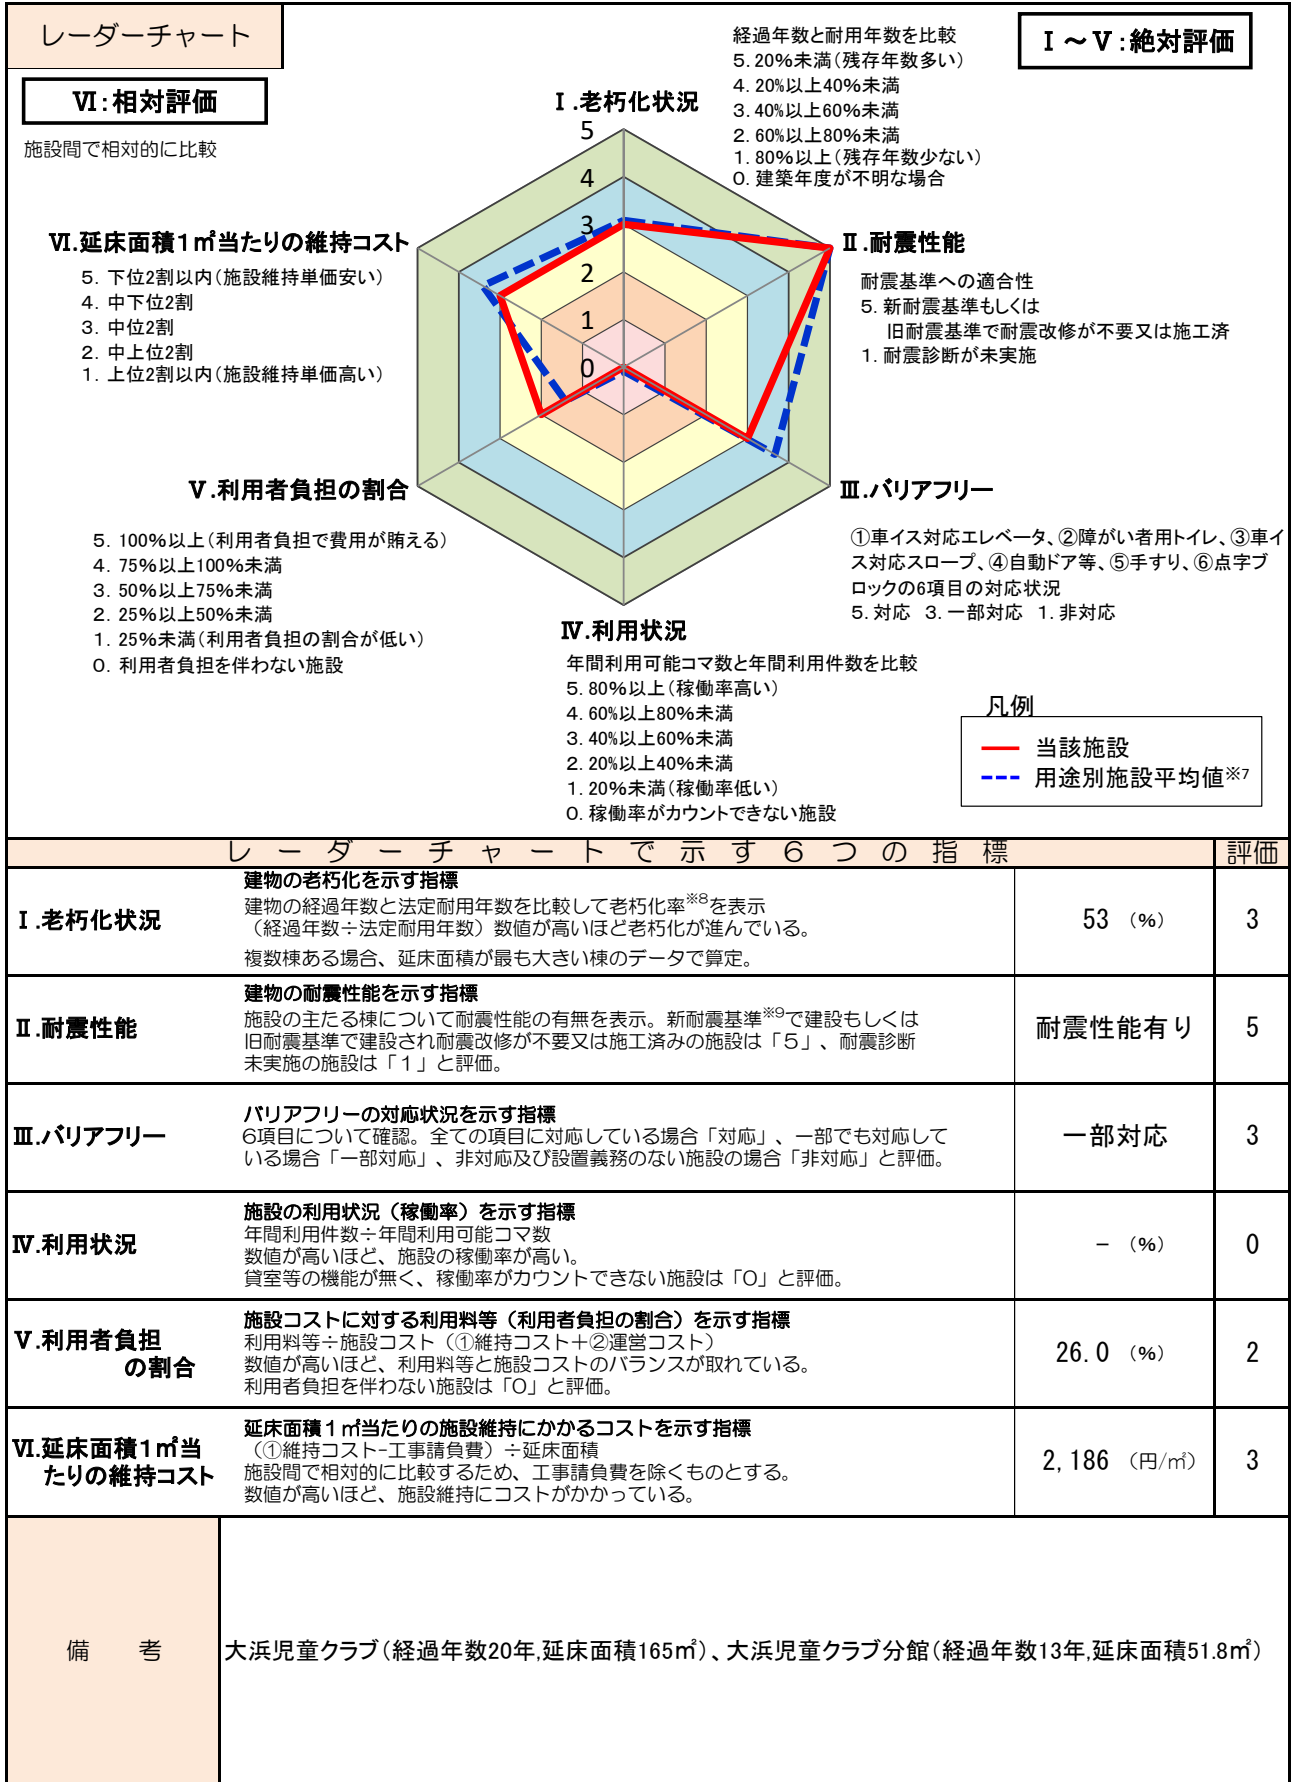 レーダーチャート
Ⅰ～Ⅴ:絶対評価
Ⅵ:相対評価
施設間で相対的に比較
経過年数と耐用年数を比較
5.20%未満(残存年数多い)
4.20%以上40%未満
3.40%以上60%未満
2.60%以上80%未満
1.80%以上(残存年数少ない)
0.建築年度が不明な場合
Ⅰ.老朽化状況
5
4
3
2
1
0
Ⅱ.耐震性能
耐震基準への適合性
5.新耐震基準もしくは
旧耐震基準で耐震改修が不要又は施工済
1.耐震診断が未実施
Ⅵ.延床面積1㎡当たりの維持コスト
5.下位2割以内(施設維持単価安い)
4.中下位2割
3.中位2割
2.中上位2割
1.上位2割以内(施設維持単価高い)
Ⅲ.バリアフリー
①車イス対応エレベータ、②障がい者用トイレ、③車イ
ス対応スロープ、④自動ドア等、⑤手すり、⑥点字ブ
ロックの6項目の対応状況
5.対応 3.一部対応 1.非対応
Ⅴ.利用者負担の割合
5.100%以上(利用者負担で費用が賄える)
4.75%以上100%未満
3.50%以上75%未満
2.25%以上50%未満
1.25%未満(利用者負担の割合が低い)
0.利用者負担を伴わない施設
Ⅳ.利用状況
年間利用可能コマ数と年間利用件数を比較
5.80%以上(稼働率高い)
4.60%以上80%未満
3.40%以上60%未満
2.20%以上40%未満
1.20%未満(稼働率低い)
0.稼働率がカウントできない施設
凡例
当該施設
用途別施設平均値※7
レーダーチャートで示す6つの指標 評価
Ⅰ.老朽化状況
建物の老朽化を示す指標
建物の経過年数と法定耐用年数を比較して老朽化率※8を表示
(経過年数÷法定耐用年数)数値が高いほど老朽化が進んでいる。
複数棟ある場合、延床面積が最も大きい棟のデータで算定。
53 (%) 3
Ⅱ.耐震性能
建物の耐震性能を示す指標
施設の主たる棟について耐震性能の有無を表示。新耐震基準※9で建設もしくは
旧耐震基準で建設され耐震改修が不要又は施工済みの施設は「5」、耐震診断
未実施の施設は「1」と評価。
耐震性能有り 5
Ⅲ.バリアフリー
バリアフリーの対応状況を示す指標
6項目について確認。全ての項目に対応している場合「対応」、一部でも対応して
いる場合「一部対応」、非対応及び設置義務のない施設の場合「非対応」と評価。
一部対応 3
Ⅳ.利用状況
施設の利用状況（稼働率）を示す指標
年間利用件数÷年間利用可能コマ数
数値が高いほど、施設の稼働率が高い。
貸室等の機能が無く、稼働率がカウントできない施設は「0」と評価。
− (%) 0
Ⅴ.利用者負担
の割合
施設コストに対する利用料等（利用者負担の割合）を示す指標
利用料等÷施設コスト（①維持コスト＋②運営コスト）
数値が高いほど、利用料等と施設コストのバランスが取れている。
利用者負担を伴わない施設は「0」と評価。
26.0 (%) 2
Ⅵ.延床面積1㎡当
たりの維持コスト
延床面積1㎡当たりの施設維持にかかるコストを示す指標
（①維持コスト-工事請負費）÷延床面積
施設間で相対的に比較するため、工事請負費を除くものとする。
数値が高いほど、施設維持にコストがかかっている。
2,186 (円/㎡) 3
備 考
大浜児童クラブ(経過年数20年,延床面積165㎡)、大浜児童クラブ分館(経過年数13年,延床面積51.8㎡)